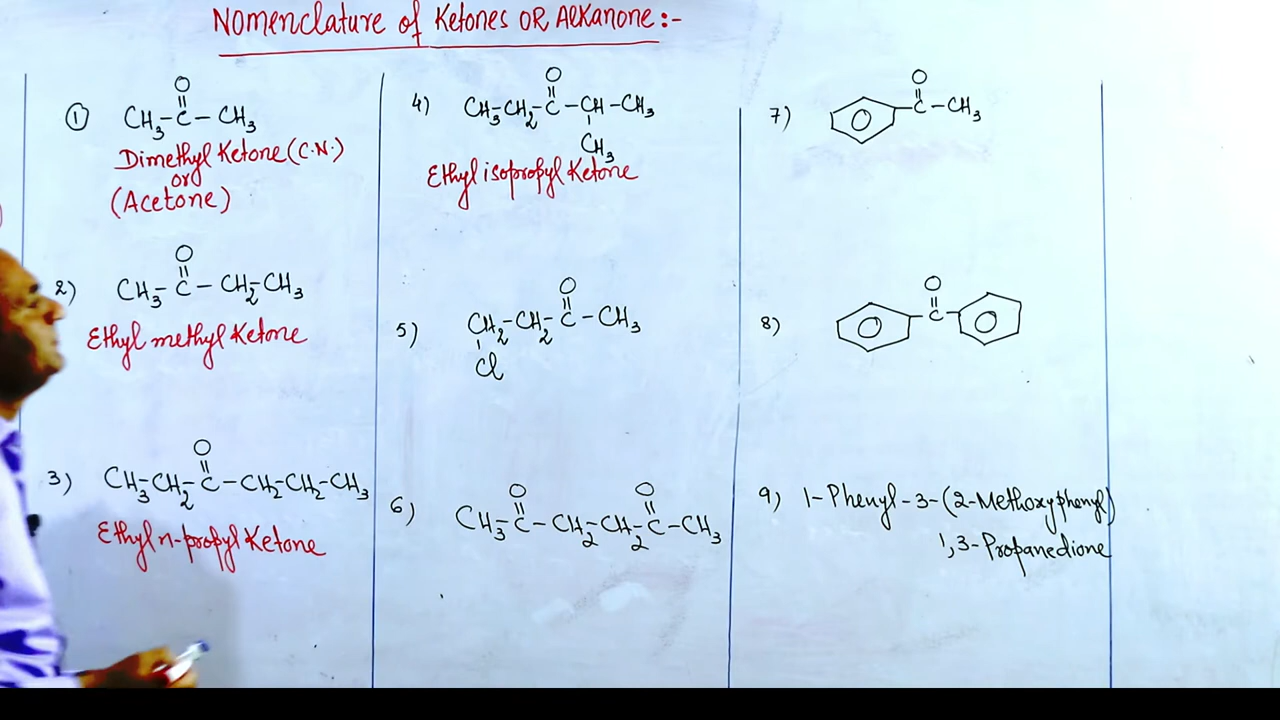 Nomenclature of Ketones OR Alkanone:-
1 CH₃-C(=O)-CH₃
Dimethyl Ketone (C.N.)
or
(Acetone)
2) CH₃-C(=O)-CH₂-CH₃
Ethyl methyl Ketone
3) CH₃-CH₂-C(=O)-CH₂-CH₂-CH₃
Ethyl n-propyl Ketone
4) CH₃-CH₂-C(=O)-CH-CH₃
CH₃
Ethyl isopropyl Ketone
5) CH₂-CH₂-C(=O)-CH₃
Cl
6) CH₃-C(=O)-CH₂-CH₂-C(=O)-CH₃
7) C(=O)-CH₃
8) C(=O)
9) 1-Phenyl-3-(2-Methoxyphenyl)
1,3-Propanedione